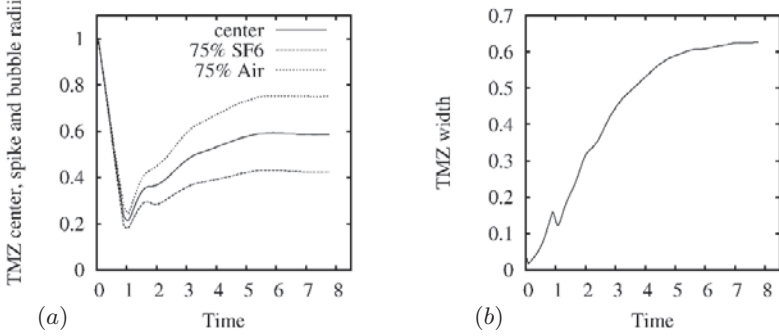 TMZ center, spike and bubble radii
1
0.8
0.6
0.4
0.2
0
center
75% SF6
75% Air
0 1 2 3 4 5 6 7 8
(a)
Time
TMZ width
0.7
0.6
0.5
0.4
0.3
0.2
0.1
0
0 1 2 3 4 5 6 7 8
(b)
Time